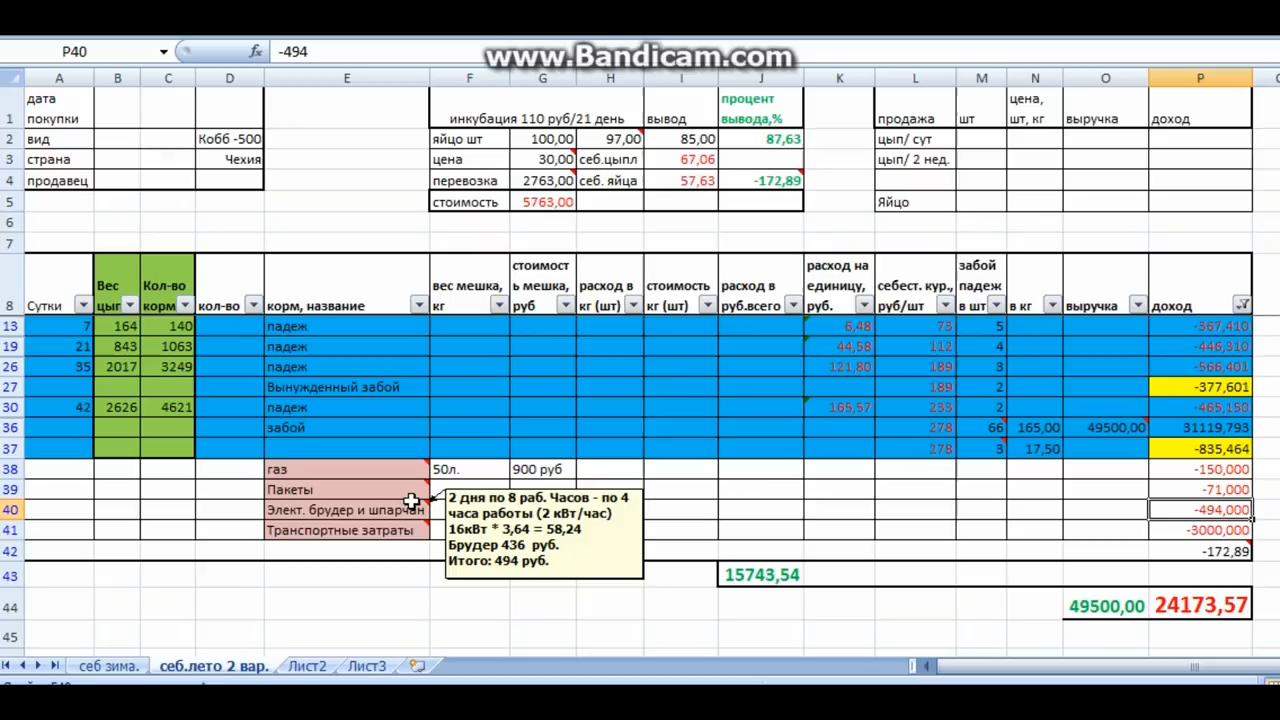 www.Bandicam.com
P40 fx -494
A B C D E F G H I J K L M N O P
дата покупки процент цена,
1 инкубация 110 руб/21 день вывод вывода,% продажа шт шт, кг выручка доход
2 вид Кобб -500 яйцо шт 100,00 97,00 85,00 87,63 цып/ сут
3 страна Чехия цена 30,00 себ.цыпл 67,06 цып/ 2 нед.
4 продавец перевозка 2763,00 себ. яйца 57,63 -172,89
5 стоимость 5763,00 Яйцо
6
7
8 Сутки Вес цып Кол-во корм кол-во корм, название вес мешка, кг стоимост ь мешка, руб расход в кг (шт) стоимость кг (шт) расход в руб.всего расход на единицу, руб. себест. кур., руб/шт забой падеж в шт в кг выручка доход
13 7 164 140 падеж 6,48 73 5 -367,410
19 21 843 1063 падеж 44,58 112 4 -446,310
26 35 2017 3249 падеж 121,80 189 3 -566,401
27 Вынужденный забой 189 2 -377,601
30 42 2626 4621 падеж 165,57 233 2 -465,150
36 забой 278 66 165,00 49500,00 31119,793
37 278 3 17,50 -835,464
38 газ 50л. 900 руб -150,000
39 Пакеты -71,000
40 Элект. брудер и шпарчан -494,000
41 Транспортные затраты -3000,000
2 дня по 8 раб. Часов - по 4
часа работы (2 кВт/час)
16кВт * 3,64 = 58,24
Брудер 436 руб.
Итого: 494 руб.
42 -172,89
43 15743,54
44 49500,00 24173,57
45
себ зима. себ.лето 2 вар. Лист2 Лист3